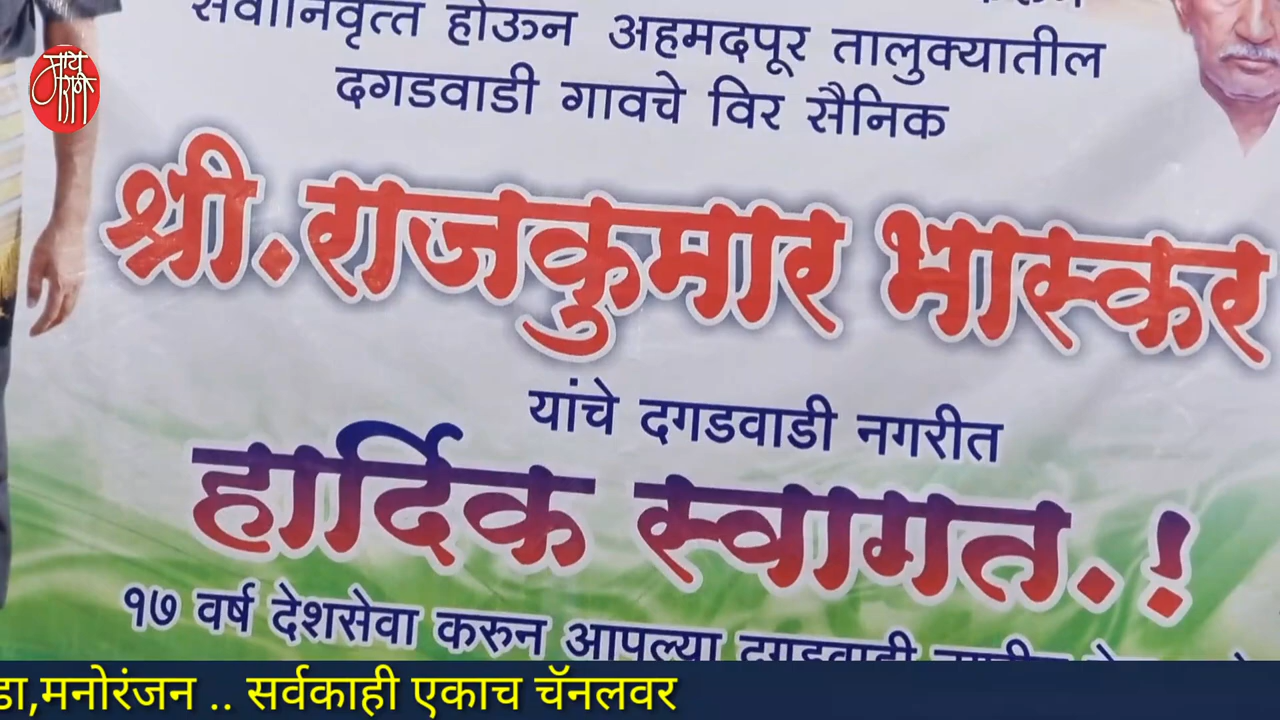 सेवानिवृत्त होऊन अहमदपूर तालुक्यातील
दगडवाडी गावचे विर सैनिक
श्री.राजकुमार भास्कर
यांचे दगडवाडी नगरीत
हार्दिक स्वागत.!
१७ वर्ष देशसेवा करुन आपल्या दगडवाडी
डा,मनोरंजन .. सर्वकाही एकाच चॅनलवर